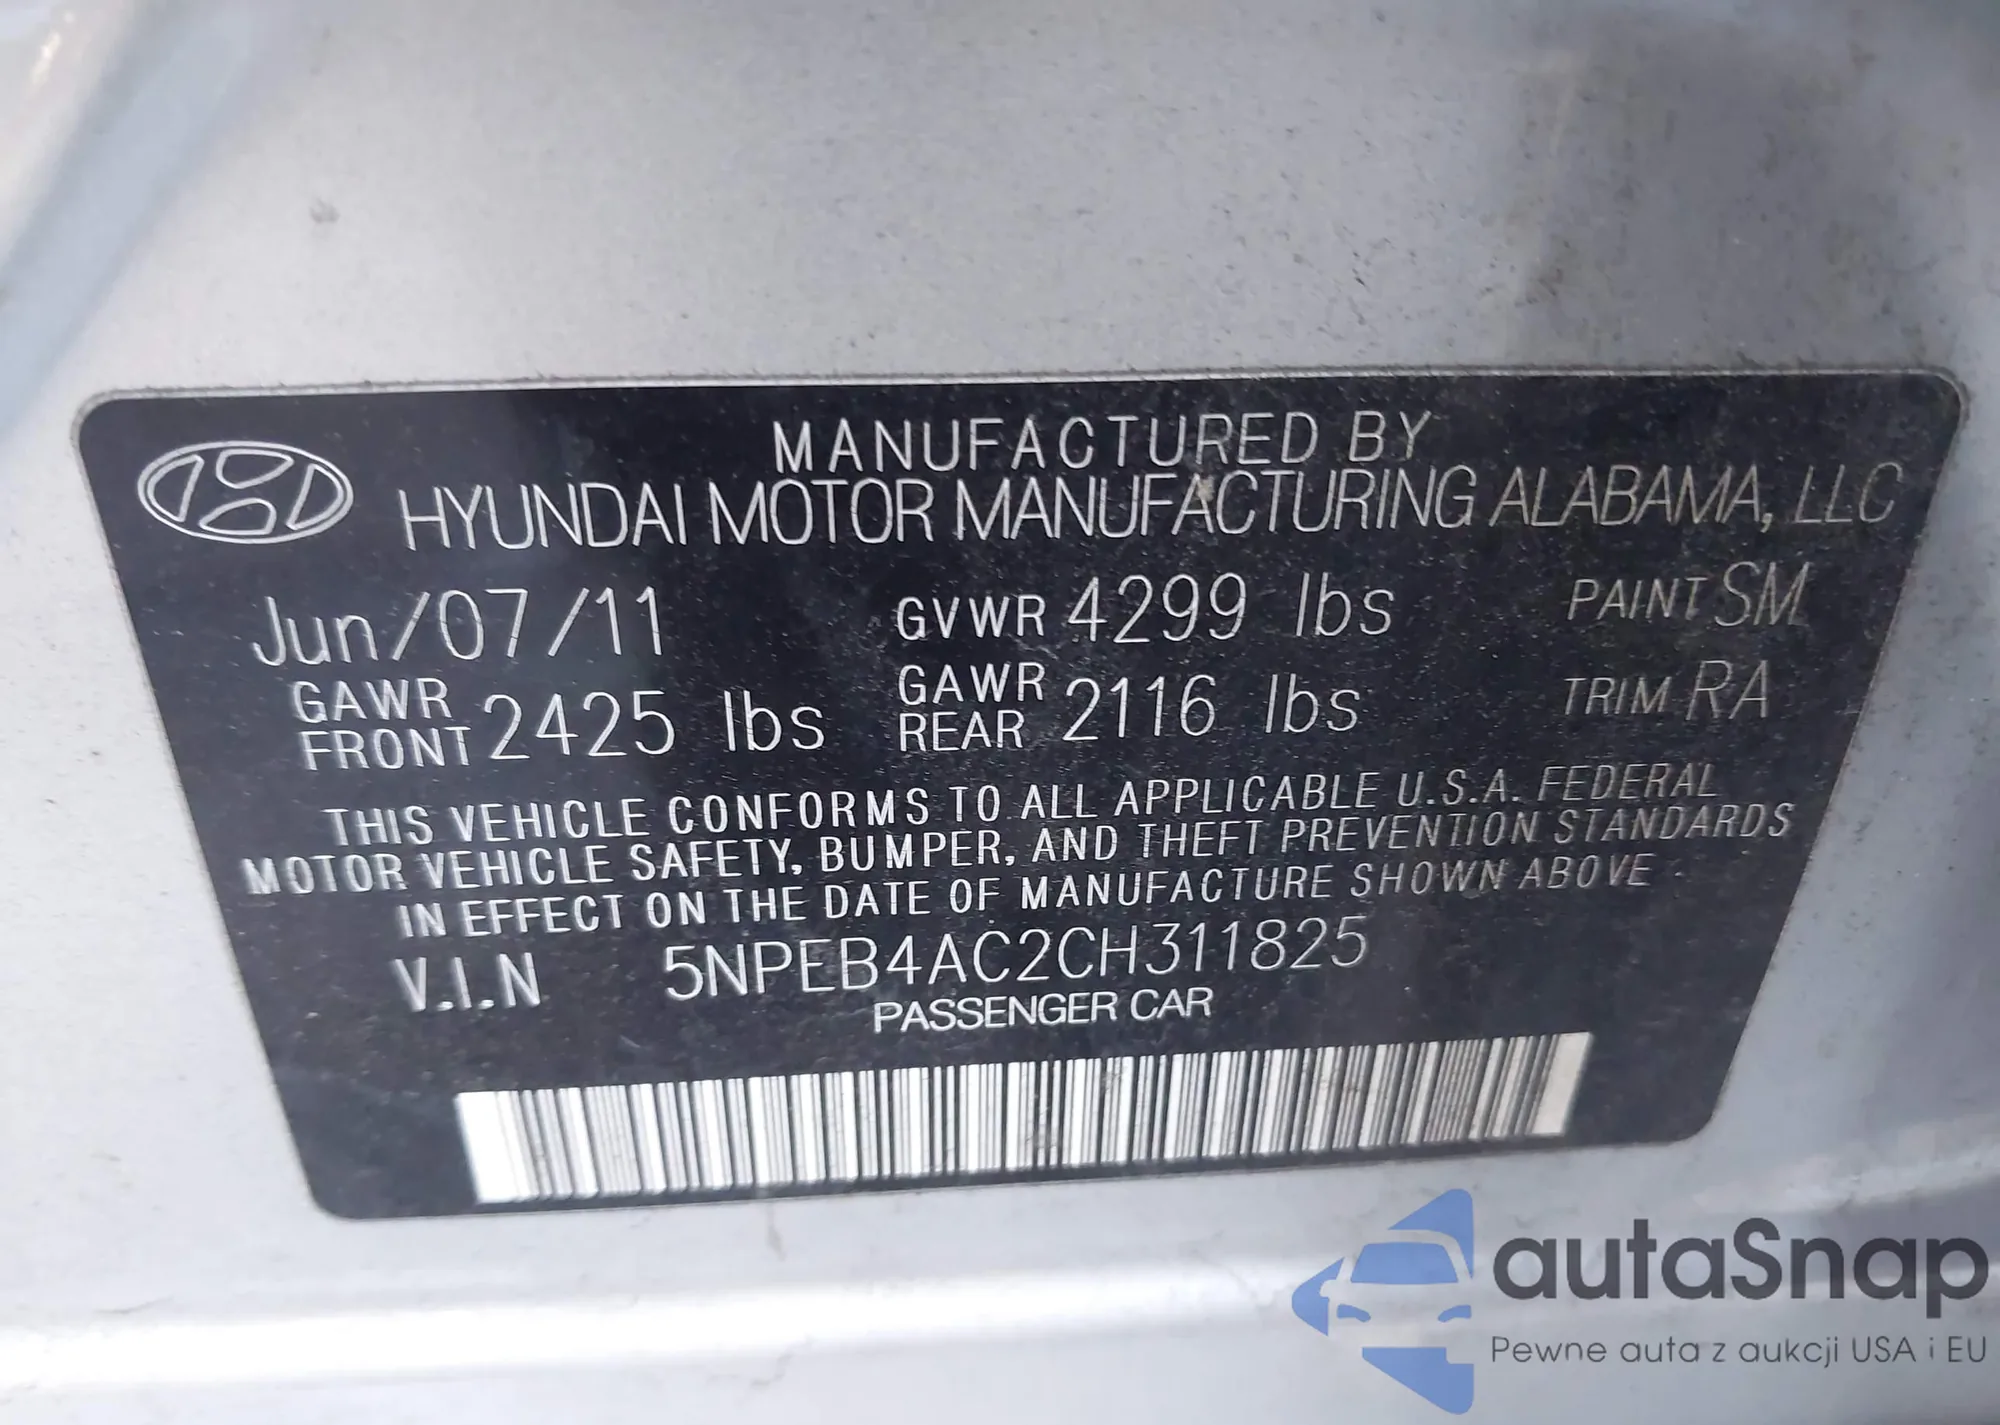 MANUFACTURED BY
HYUNDAI MOTOR MANUFACTURING ALABAMA, LLC
Jun/07/11 GVWR 4299 lbs PAINT SM
GAWR FRONT 2425 lbs GAWR REAR 2116 lbs TRIM RA
THIS VEHICLE CONFORMS TO ALL APPLICABLE U.S.A. FEDERAL
MOTOR VEHICLE SAFETY, BUMPER, AND THEFT PREVENTION STANDARDS
IN EFFECT ON THE DATE OF MANUFACTURE SHOWN ABOVE
V.I.N 5NPEB4AC2CH311825
PASSENGER CAR
autaSnap
Pewne auta z aukcji USA i EU